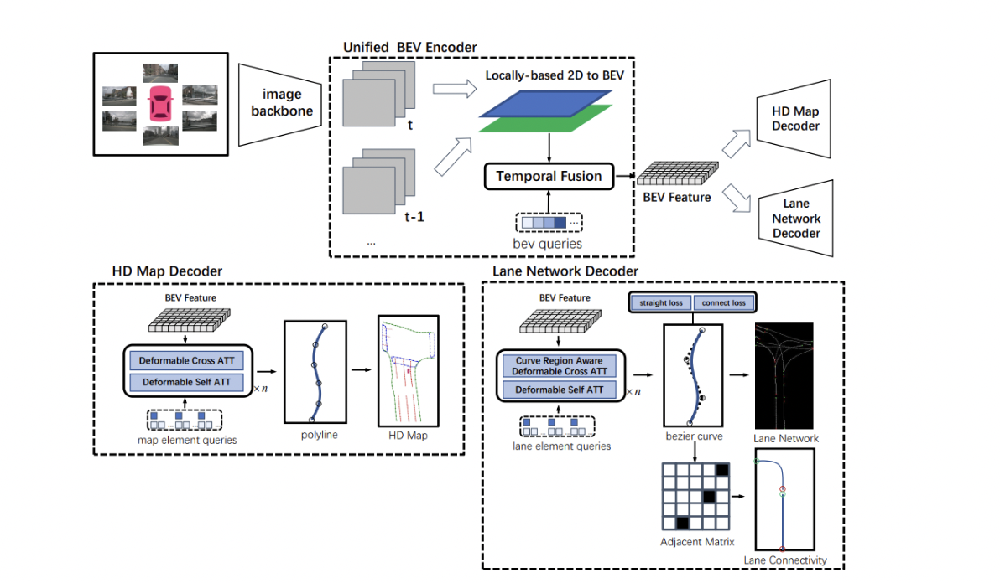 Unified BEV Encoder
image
backbone
t
t-1
...
Locally-based 2D to BEV
Temporal Fusion
...
bev queries
BEV Feature
HD Map
Decoder
Lane
Network
Decoder
HD Map Decoder
BEV Feature
Deformable Cross ATT
Deformable Self ATT
×n
... ...
map element queries
polyline
HD Map
Lane Network Decoder
BEV Feature
straight loss
connect loss
Curve Region Aware
Deformable Cross ATT
Deformable Self ATT
×n
... ...
lane element queries
bezier curve
Lane Network
Adjacent Matrix
Lane Connectivity